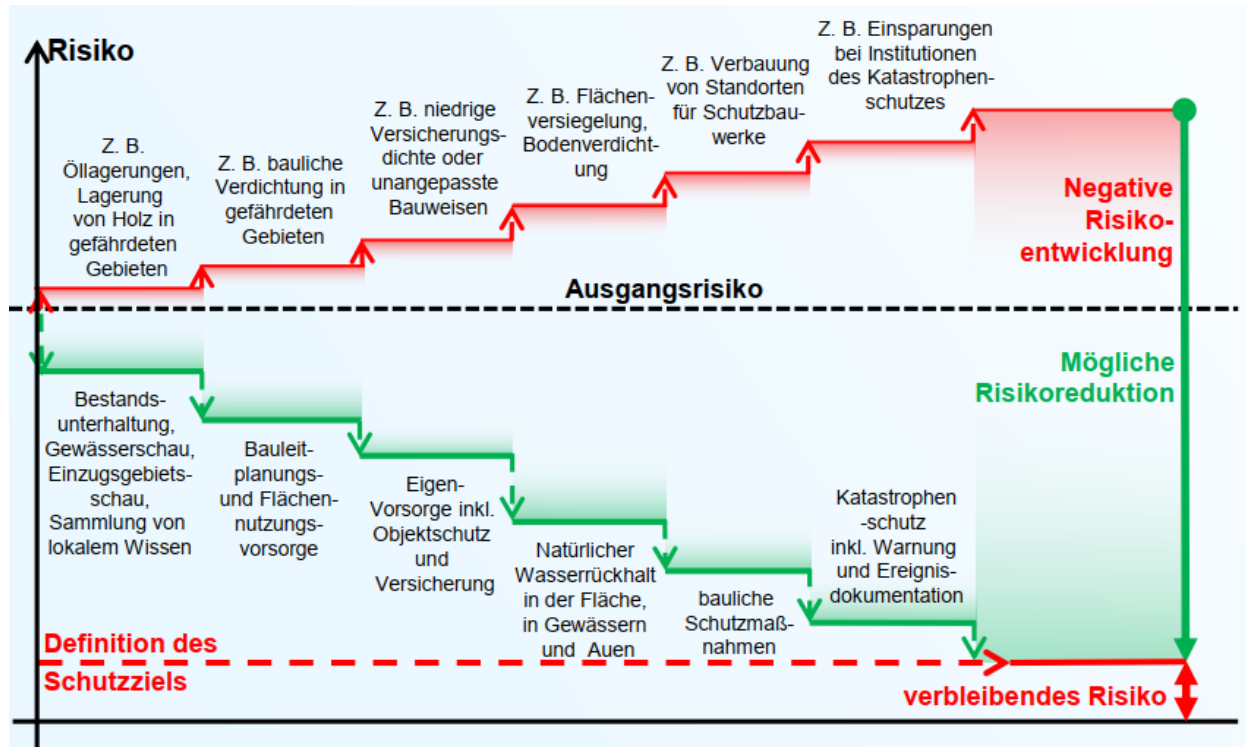 Risiko
Z. B.
Öllagerungen,
Lagerung
von Holz in
gefährdeten
Gebieten
Z. B. bauliche
Verdichtung in
gefährdeten
Gebieten
Z. B. niedrige
Versicherungs-
dichte oder
unangepasste
Bauweisen
Z. B. Flächen-
versiegelung,
Bodenverdicht-
ung
Z. B. Verbauung
von Standorten
für Schutzbau-
werke
Z. B. Einsparungen
bei Institutionen
des Katastrophen-
schutzes
Negative
Risiko-
entwicklung
Ausgangsrisiko
Mögliche
Risikoreduktion
Bestands-
unterhaltung,
Gewässerschau,
Einzugsgebiets-
schau,
Sammlung von
lokalem Wissen
Bauleit-
planungs-
und Flächen-
nutzungs-
vorsorge
Eigen-
Vorsorge inkl.
Objektschutz
und
Versicherung
Natürlicher
Wasserrückhalt
in der Fläche,
in Gewässern
und Auen
bauliche
Schutzmaß-
nahmen
Katastrophen
-schutz
inkl. Warnung
und Ereignis-
dokumentation
Definition des
Schutzziels
verbleibendes Risiko